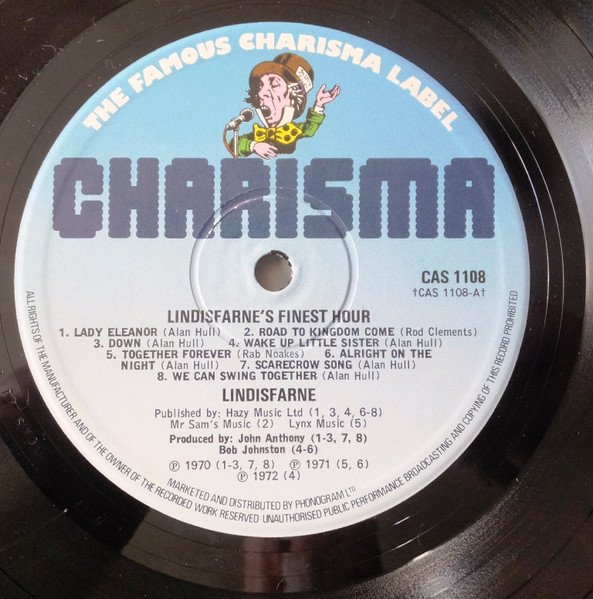 THE FAMOUS CHARISMA LABEL
CHARISMA
CAS 1108
†CAS 1108-A†
LINDISFARNE'S FINEST HOUR
1. LADY ELEANOR (Alan Hull) 2. ROAD TO KINGDOM COME (Rod Clements)
3. DOWN (Alan Hull) 4. WAKE UP LITTLE SISTER (Alan Hull)
5. TOGETHER FOREVER (Rab Noakes) 6. ALRIGHT ON THE
NIGHT (Alan Hull) 7. SCARECROW SONG (Alan Hull)
8. WE CAN SWING TOGETHER (Alan Hull)
LINDISFARNE
Published by: Hazy Music Ltd (1, 3, 4, 6-8)
Mr Sam's Music (2) Lynx Music (5)
Produced by: John Anthony (1-3, 7, 8)
Bob Johnston (4-6)
℗ 1970 (1-3, 7, 8) ℗ 1971 (5, 6)
℗ 1972 (4)
MARKETED AND DISTRIBUTED BY PHONOGRAM LTD
ALL RIGHTS OF THE MANUFACTURER AND OF THE OWNER OF THE RECORDED WORK RESERVED UNAUTHORISED PUBLIC PERFORMANCE BROADCASTING AND COPYING OF THIS RECORD PROHIBITED